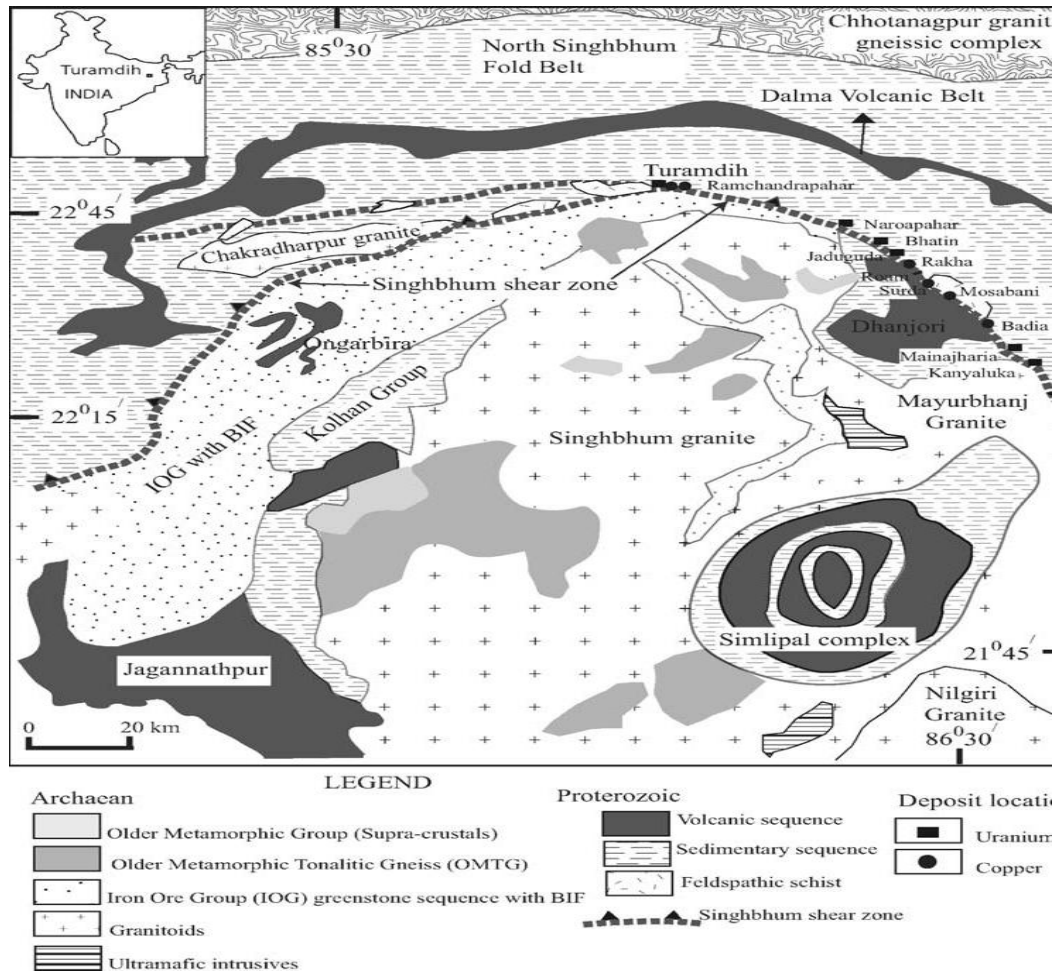 Turamdih
INDIA
85⁰30′
North Singhbhum
Fold Belt
Chhotanagpur granit
gneissic complex
Dalma Volcanic Belt
22⁰45′
Turamdih
Ramchandrapahar
Chakradharpur granite
Singhbhum shear zone
Naroapahar
Bhatin
Jaduguda
Rakha
Roam
Surda
Mosabani
Dhanjori
Badia
Mainajharia
Kanyaluka
Ongarbira
Kolhan Group
22⁰15′
IOG with BIF
Singhbhum granite
Mayurbhanj
Granite
Simlipal complex
21⁰45′
Jagannathpur
Nilgiri
Granite
86⁰30′
0 20 km
LEGEND
Archaean
Older Metamorphic Group (Supra-crustals)
Older Metamorphic Tonalitic Gneiss (OMTG)
Iron Ore Group (IOG) greenstone sequence with BIF
Granitoids
Ultramafic intrusives
Proterozoic
Volcanic sequence
Sedimentary sequence
Feldspathic schist
Singhbhum shear zone
Deposit locatio
Uranium
Copper